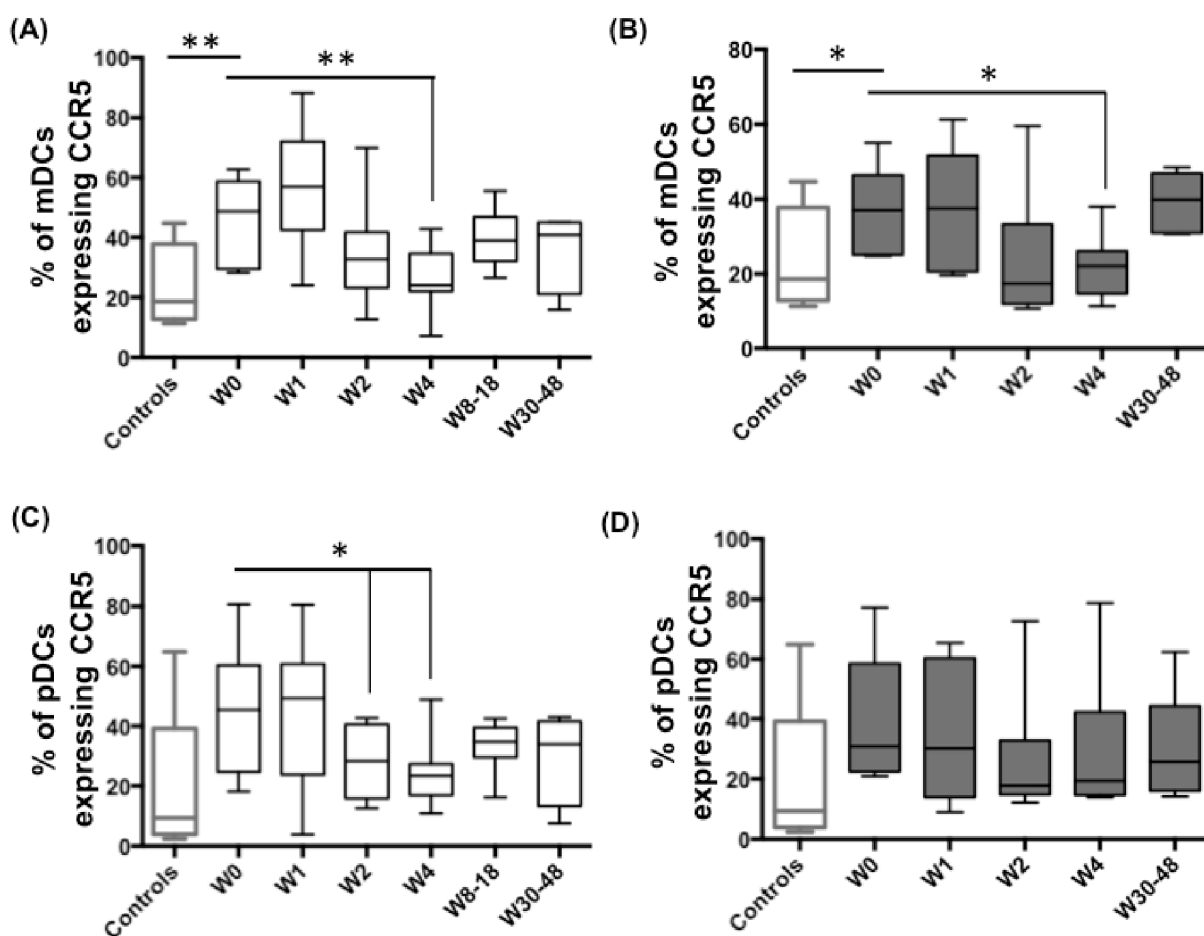 (A)
% of mDCs
expressing CCR5
100
80
60
40
20
0
**
**
Controls
W0
W1
W2
W4
W8-18
W30-48
(B)
% of mDCs
expressing CCR5
80
60
40
20
0
*
*
Controls
W0
W1
W2
W4
W30-48
(C)
% of pDCs
expressing CCR5
100
80
60
40
20
0
*
Controls
W0
W1
W2
W4
W8-18
W30-48
(D)
% of pDCs
expressing CCR5
100
80
60
40
20
0
Controls
W0
W1
W2
W4
W30-48